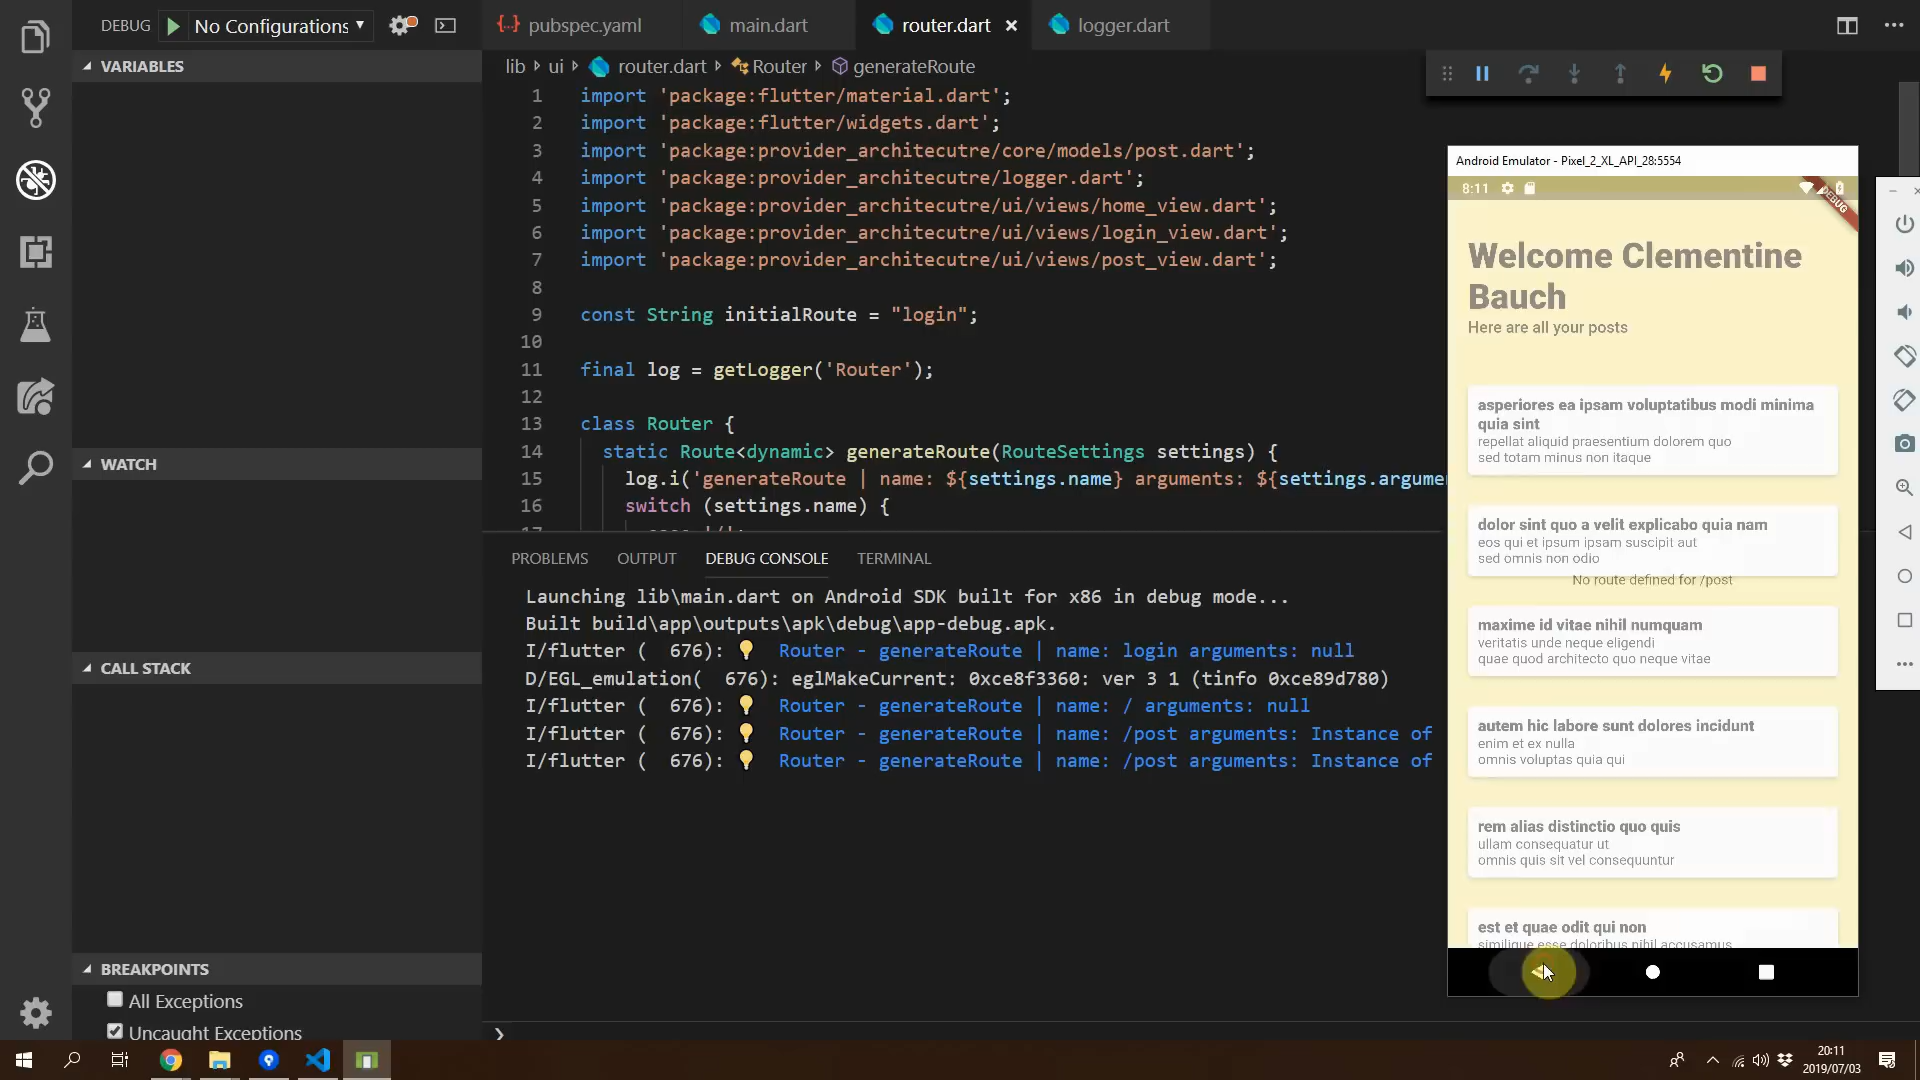 DEBUG No Configurations
pubspec.yaml main.dart router.dart logger.dart
VARIABLES
lib ui router.dart Router generateRoute
1 import 'package:flutter/material.dart';
2 import 'package:flutter/widgets.dart';
3 import 'package:provider_architecutre/core/models/post.dart';
4 import 'package:provider_architecutre/logger.dart';
5 import 'package:provider_architecutre/ui/views/home_view.dart';
6 import 'package:provider_architecutre/ui/views/login_view.dart';
7 import 'package:provider_architecutre/ui/views/post_view.dart';
8
9 const String initialRoute = "login";
10
11 final log = getLogger('Router');
12
13 class Router {
14 static Route<dynamic> generateRoute(RouteSettings settings) {
15 log.i('generateRoute | name: ${settings.name} arguments: ${settings.argume
16 switch (settings.name) {
WATCH
CALL STACK
BREAKPOINTS
All Exceptions
Uncaught Exceptions
PROBLEMS OUTPUT DEBUG CONSOLE TERMINAL
Launching lib\main.dart on Android SDK built for x86 in debug mode...
Built build\app\outputs\apk\debug\app-debug.apk.
I/flutter ( 676): Router - generateRoute | name: login arguments: null
D/EGL_emulation( 676): eglMakeCurrent: 0xce8f3360: ver 3 1 (tinfo 0xce89d780)
I/flutter ( 676): Router - generateRoute | name: / arguments: null
I/flutter ( 676): Router - generateRoute | name: /post arguments: Instance of
I/flutter ( 676): Router - generateRoute | name: /post arguments: Instance of
Android Emulator - Pixel_2_XL_API_28:5554
8:11
DEBUG
Welcome Clementine
Bauch
Here are all your posts
asperiores ea ipsam voluptatibus modi minima
quia sint
repellat aliquid praesentium dolorem quo
sed totam minus non itaque
dolor sint quo a velit explicabo quia nam
eos qui et ipsum ipsam suscipit aut
sed omnis non odio
No route defined for /post
maxime id vitae nihil numquam
veritatis unde neque eligendi
quae quod architecto quo neque vitae
autem hic labore sunt dolores incidunt
enim et ex nulla
omnis voluptas quia qui
rem alias distinctio quo quis
ullam consequatur ut
omnis quis sit vel consequuntur
est et quae odit qui non
similique esse doloribus nihil accusamus
20:11
2019/07/03